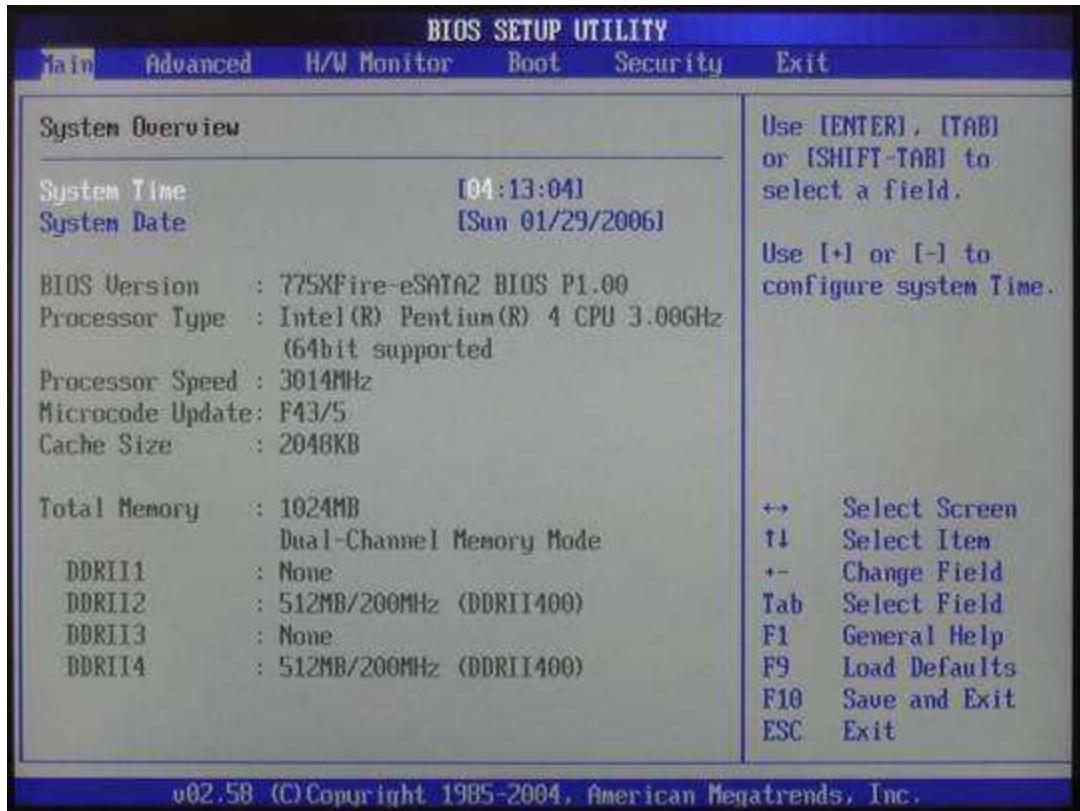 BIOS SETUP UTILITY
Main Advanced H/W Monitor Boot Security Exit
System Overview
System Time [04:13:04]
System Date [Sun 01/29/2006]
BIOS Version : 775XFire-eSATA2 BIOS P1.00
Processor Type : Intel(R) Pentium(R) 4 CPU 3.00GHz
(64bit supported
Processor Speed : 3014MHz
Microcode Update: F43/5
Cache Size : 2048KB
Total Memory : 1024MB
Dual-Channel Memory Mode
DDRII1 : None
DDRII2 : 512MB/200MHz (DDRII400)
DDRII3 : None
DDRII4 : 512MB/200MHz (DDRII400)
Use [ENTER], [TAB]
or [SHIFT-TAB] to
select a field.
Use [+] or [-] to
configure system Time.
←→ Select Screen
↑↓ Select Item
+- Change Field
Tab Select Field
F1 General Help
F9 Load Defaults
F10 Save and Exit
ESC Exit
v02.58 (C)Copyright 1985-2004, American Megatrends, Inc.